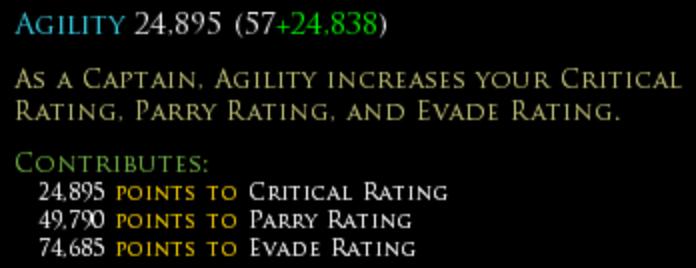 Agility 24,895 (57+24,838)
As a Captain, Agility increases your Critical
Rating, Parry Rating, and Evade Rating.
Contributes:
24,895 points to Critical Rating
49,790 points to Parry Rating
74,685 points to Evade Rating